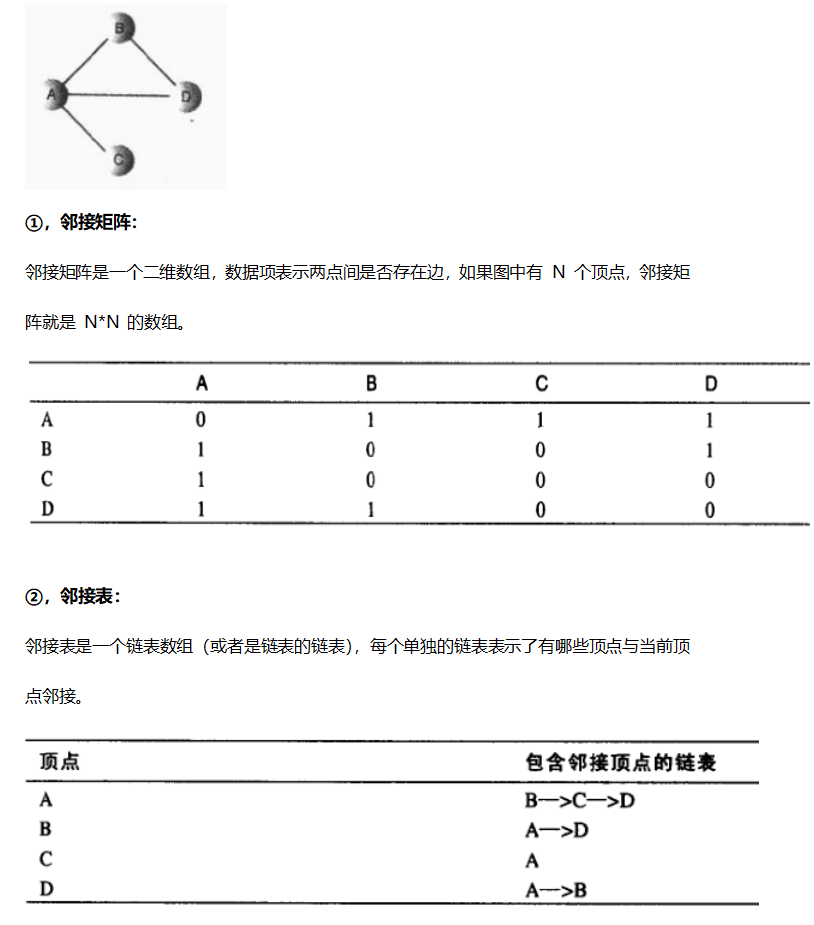 B
A
D
C
①，邻接矩阵：
邻接矩阵是一个二维数组，数据项表示两点间是否存在边，如果图中有 N 个顶点，邻接矩
阵就是 N*N 的数组。
A B C D
A 0 1 1 1
B 1 0 0 1
C 1 0 0 0
D 1 1 0 0
②，邻接表：
邻接表是一个链表数组（或者是链表的链表），每个单独的链表表示了有哪些顶点与当前顶
点邻接。
顶点 包含邻接顶点的链表
A B—>C—>D
B A—>D
C A
D A—>B